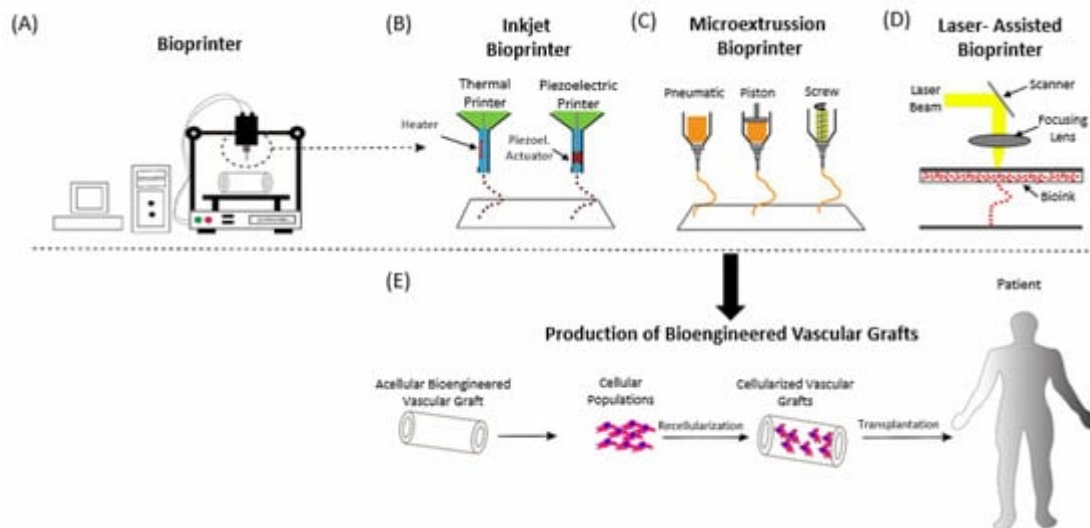 (A)
Bioprinter
(B)
Inkjet
Bioprinter
Thermal
Printer
Piezoelectric
Printer
Heater
Piezoel.
Actuator
(C)
Microextrussion
Bioprinter
Pneumatic
Piston
Screw
(D)
Laser- Assisted
Bioprinter
Laser
Beam
Scanner
Focusing
Lens
Bioink
(E)
Production of Bioengineered Vascular Grafts
Acellular Bioengineered
Vascular Graft
Cellular
Populations
Recellularization
Cellularized Vascular
Grafts
Transplantation
Patient